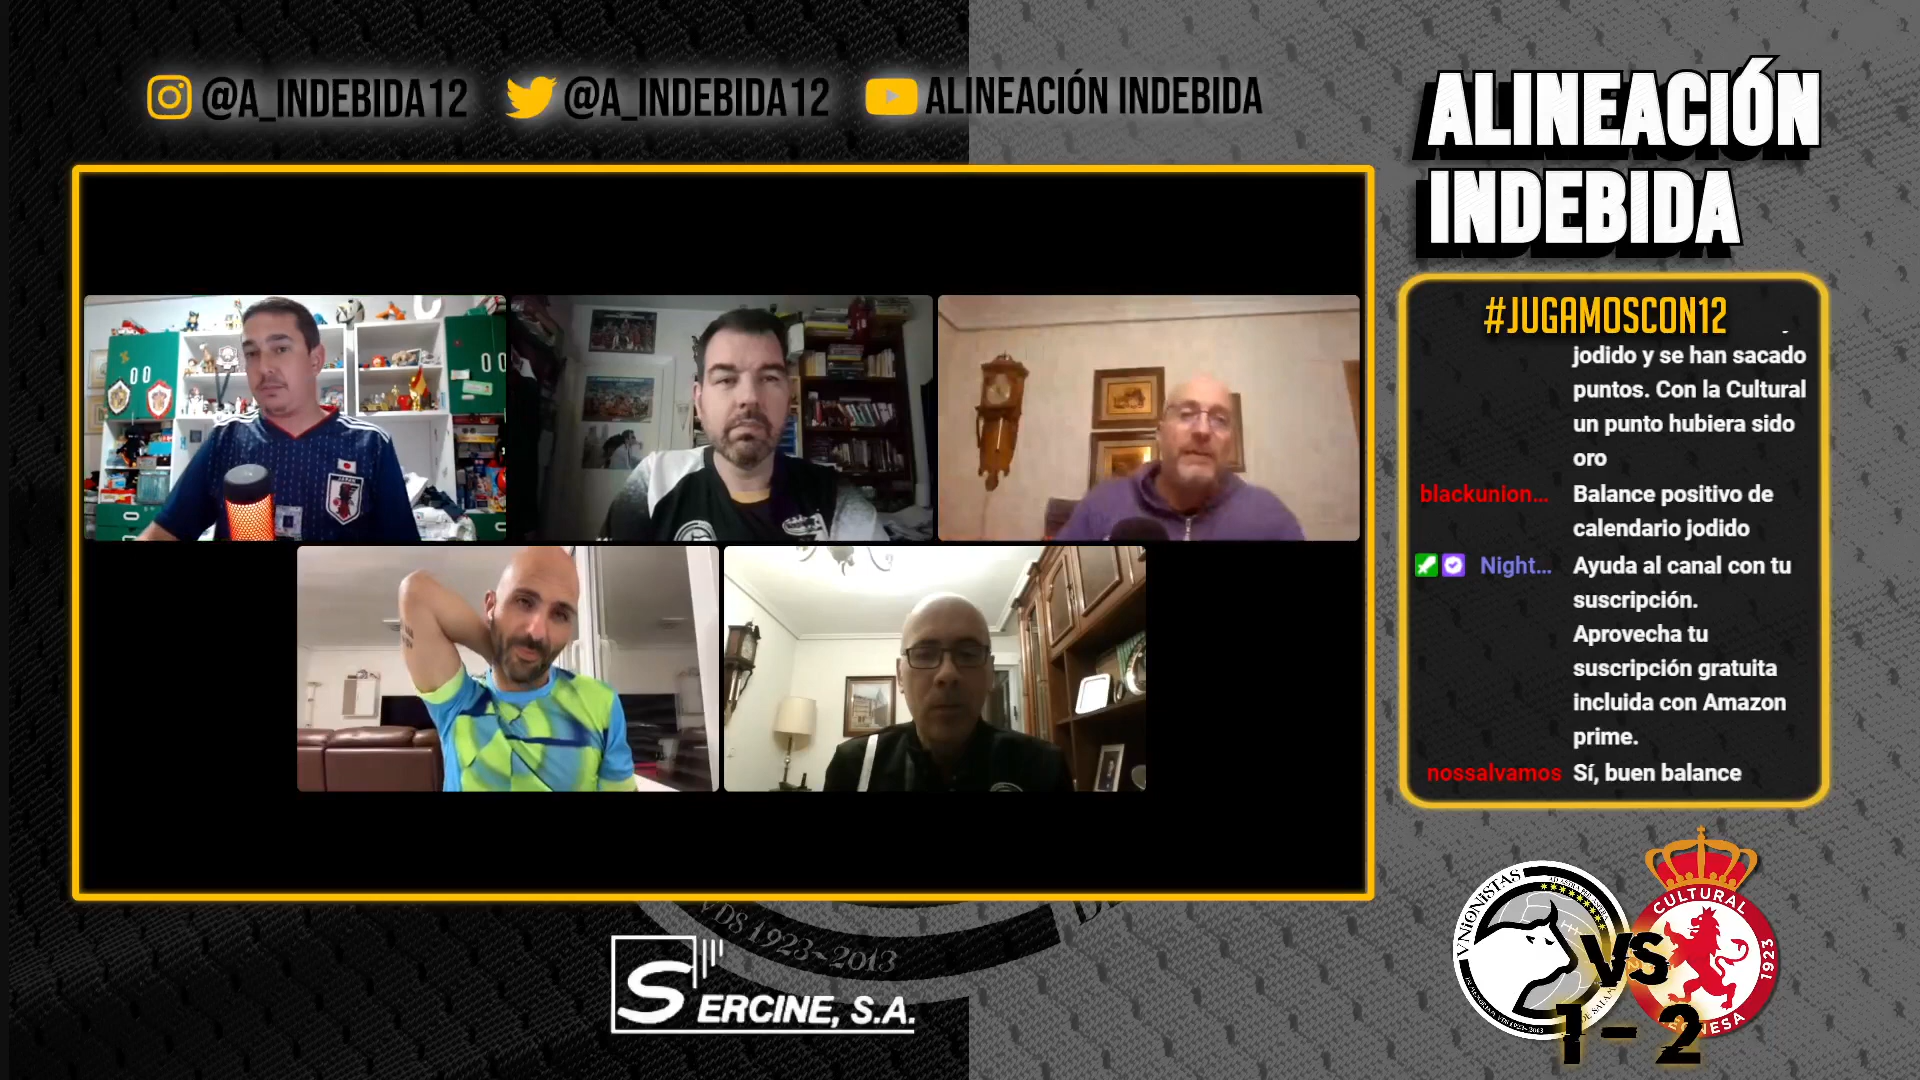 @A_INDEBIDA12
@A_INDEBIDA12
ALINEACIÓN INDEBIDA
ALINEACIÓN
INDEBIDA
#JUGAMOSCON12
jodido y se han sacado
puntos. Con la Cultural
un punto hubiera sido
oro
blackunion... Balance positivo de
calendario jodido
Night... Ayuda al canal con tu
suscripción.
Aprovecha tu
suscripción gratuita
incluida con Amazon
prime.
nossalvamos Sí, buen balance
JAPAN
VDS 1923-2013
SERCINE, S.A.
VNIONISTAS
CULTURAL
1923
VS
1-2